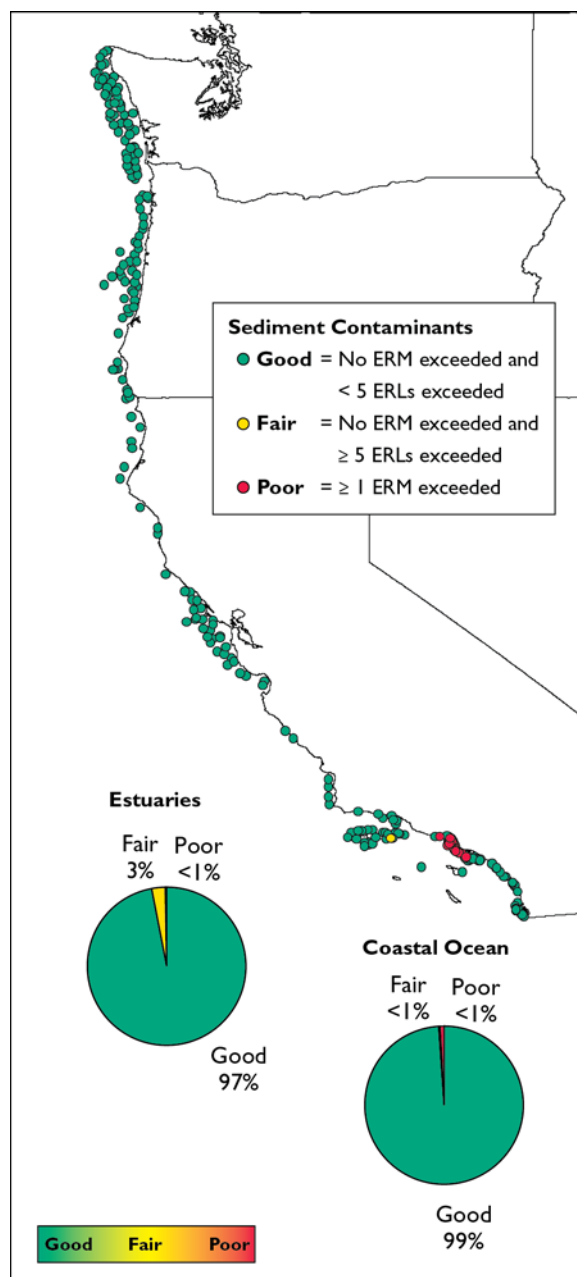 Sediment Contaminants
Good = No ERM exceeded and
< 5 ERLs exceeded
Fair = No ERM exceeded and
≥ 5 ERLs exceeded
Poor = ≥ 1 ERM exceeded
Estuaries
Fair
3%
Poor
<1%
Good
97%
Coastal Ocean
Fair
<1%
Poor
<1%
Good
99%
Good Fair Poor